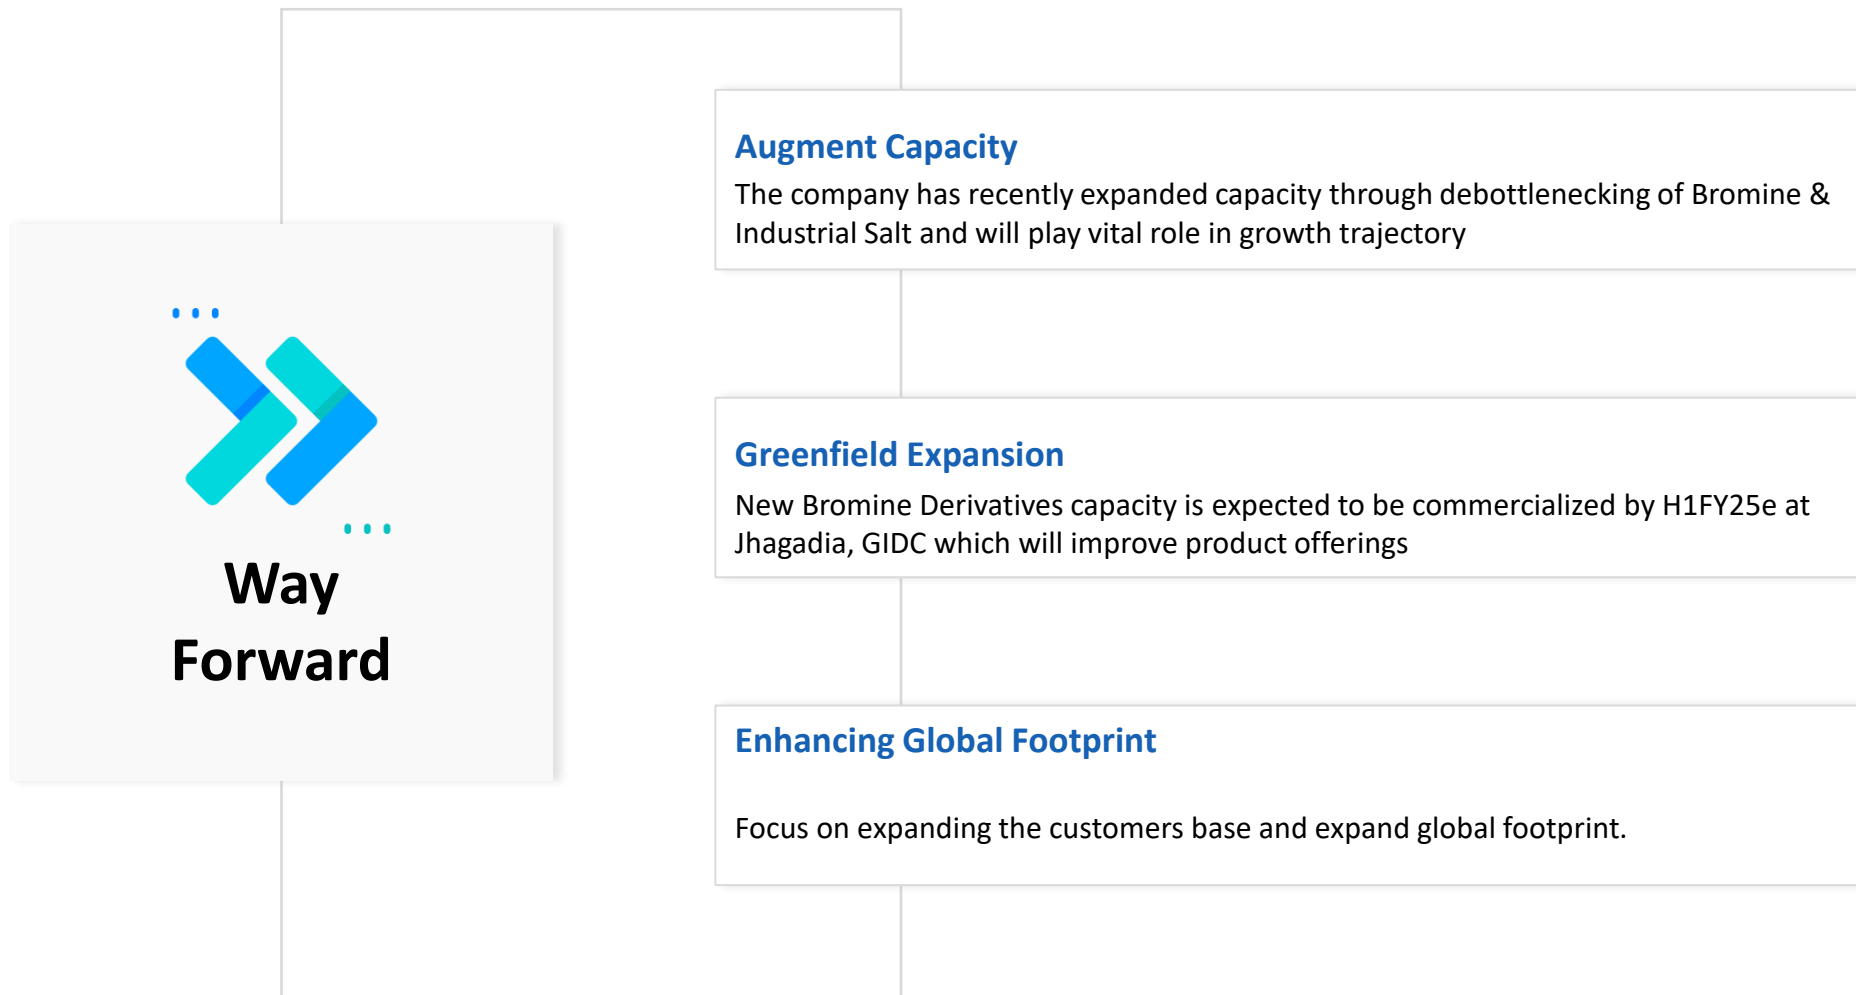 Way
Forward
Augment Capacity
The company has recently expanded capacity through debottlenecking of Bromine &
Industrial Salt and will play vital role in growth trajectory
Greenfield Expansion
New Bromine Derivatives capacity is expected to be commercialized by H1FY25e at
Jhagadia, GIDC which will improve product offerings
Enhancing Global Footprint
Focus on expanding the customers base and expand global footprint.